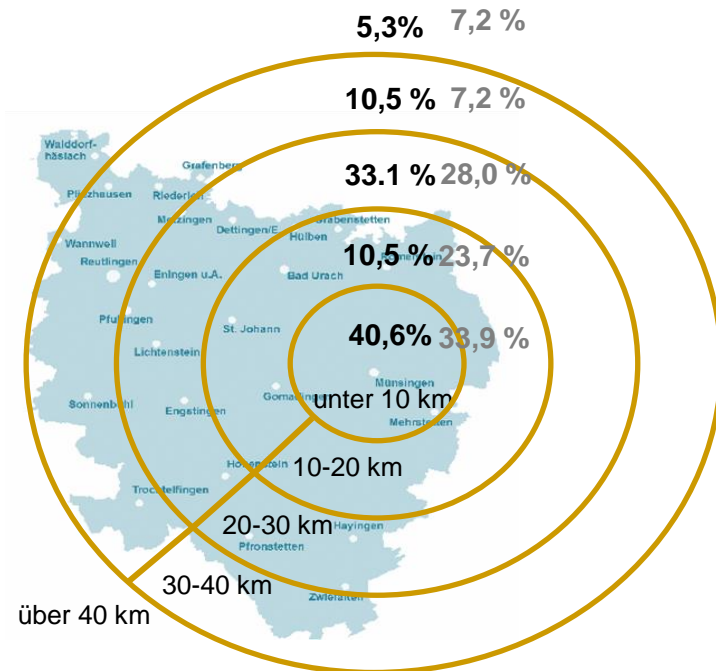 5,3% 7,2 %
10,5 % 7,2 %
Walddorf-
häslach
Grafenberg
33.1 % 28,0 %
Pliezhausen
Riederich
Metzingen
Grabenstetten
Dettingen/E.
Hülben
Wannweil
10,5 % 23,7 %
Reutlingen
Eningen u.A.
Bad Urach
Pfullingen
St. Johann
40,6% 33,9 %
Lichtenstein
Münsingen
Gomadingen
unter 10 km
Sonnenbühl
Engstingen
Mehrstetten
Hohenstein
10-20 km
Trochtelfingen
20-30 km
Hayingen
Pfronstetten
30-40 km
Zwiefalten
über 40 km